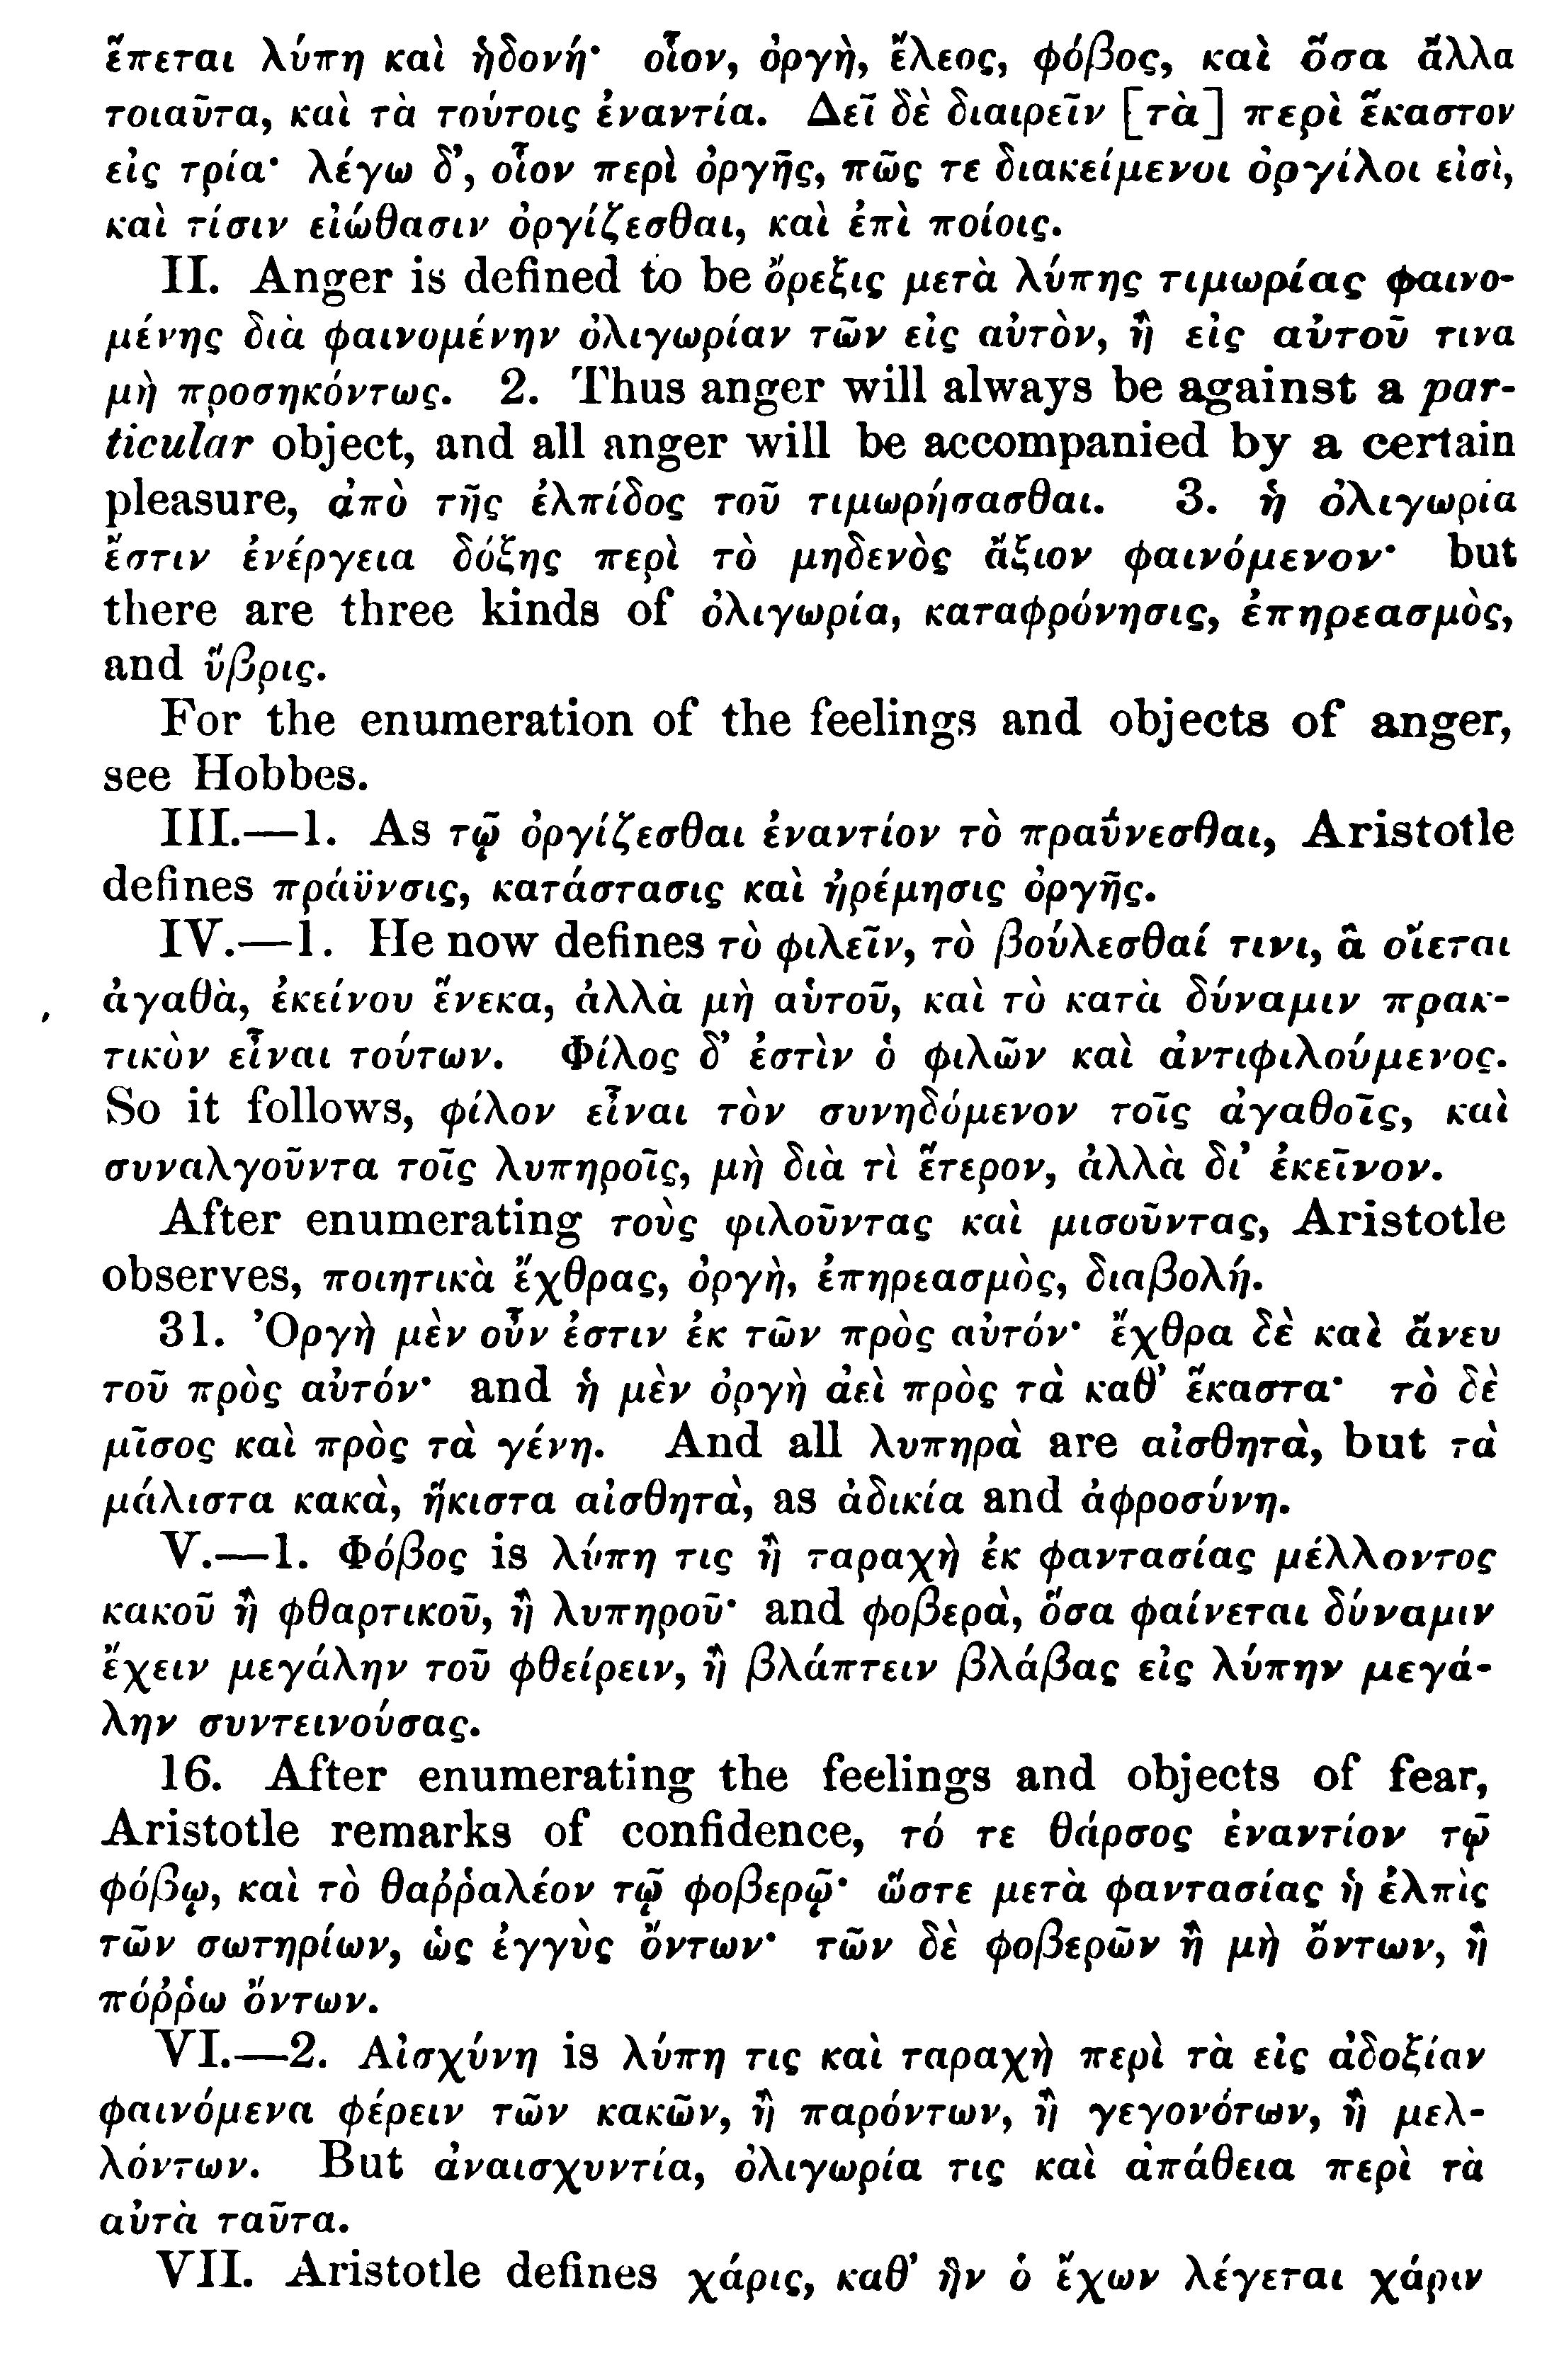 ἕπεται λύπη καὶ ἡδονή· οἷον, ὀργὴ, ἔλεος, φόβος, καὶ ὅσα ἄλλα
τοιαῦτα, καὶ τὰ τούτοις ἐναντία. Δεῖ δὲ διαιρεῖν [τὰ] περὶ ἕκαστον
εἰς τρία· λέγω δ’, οἷον περὶ ὀργῆς, πῶς τε διακείμενοι ὀργίλοι εἰσὶ,
καὶ τίσιν εἰώθασιν ὀργίζεσθαι, καὶ ἐπὶ ποίοις.
II. Anger is defined to be ὄρεξις μετὰ λύπης τιμωρίας φαινο-
μένης διὰ φαινομένην ὀλιγωρίαν τῶν εἰς αὐτὸν, ἢ εἰς αὐτοῦ τινα
μὴ προσηκόντως. 2. Thus anger will always be against a par-
ticular object, and all anger will be accompanied by a certain
pleasure, ἀπὸ τῆς ἐλπίδος τοῦ τιμωρήσασθαι. 3. ἡ ὀλιγωρία
ἔστιν ἐνέργεια δόξης περὶ τὸ μηδενὸς ἄξιον φαινόμενον· but
there are three kinds of ὀλιγωρία, καταφρόνησις, ἐπηρεασμὸς,
and ὕβρις.
For the enumeration of the feelings and objects of anger,
see Hobbes.
III.—1. As τῷ ὀργίζεσθαι ἐναντίον τὸ πραΰνεσθαι, Aristotle
defines πράϋνσις, κατάστασις καὶ ἠρέμησις ὀργῆς.
IV.—1. He now defines τὸ φιλεῖν, τὸ βούλεσθαί τινι, ἃ οἴεται
ἀγαθὰ, ἐκείνου ἕνεκα, ἀλλὰ μὴ αὑτοῦ, καὶ τὸ κατὰ δύναμιν πρακ-
τικὸν εἶναι τούτων. Φίλος δ’ ἐστὶν ὁ φιλῶν καὶ ἀντιφιλούμενος.
So it follows, φίλον εἶναι τὸν συνηδόμενον τοῖς ἀγαθοῖς, καὶ
συναλγοῦντα τοῖς λυπηροῖς, μὴ διὰ τὶ ἕτερον, ἀλλὰ δι’ ἐκεῖνον.
After enumerating τοὺς φιλοῦντας καὶ μισοῦντας, Aristotle
observes, ποιητικὰ ἔχθρας, ὀργὴ, ἐπηρεασμὸς, διαβολή.
31. Ὀργὴ μὲν οὖν ἐστιν ἐκ τῶν πρὸς αὐτόν· ἔχθρα δὲ καὶ ἄνευ
τοῦ πρὸς αὐτόν· and ἡ μὲν ὀργὴ ἀεὶ πρὸς τὰ καθ’ ἕκαστα· τὸ δὲ
μῖσος καὶ πρὸς τὰ γένη. And all λυπηρὰ are αἰσθητὰ, but τὰ
μάλιστα κακὰ, ἥκιστα αἰσθητὰ, as ἀδικία and ἀφροσύνη.
V.—1. Φόβος is λύπη τις ἢ ταραχὴ ἐκ φαντασίας μέλλοντος
κακοῦ ἢ φθαρτικοῦ, ἢ λυπηροῦ· and φοβερὰ, ὅσα φαίνεται δύναμιν
ἔχειν μεγάλην τοῦ φθείρειν, ἢ βλάπτειν βλάβας εἰς λύπην μεγά-
λην συντεινούσας.
16. After enumerating the feelings and objects of fear,
Aristotle remarks of confidence, τό τε θάρσος ἐναντίον τῷ
φόβῳ, καὶ τὸ θαῤῥαλέον τῷ φοβερῷ· ὥστε μετὰ φαντασίας ἡ ἐλπὶς
τῶν σωτηρίων, ὡς ἐγγὺς ὄντων· τῶν δὲ φοβερῶν ἢ μὴ ὄντων, ἢ
πόῤῥω ὄντων.
VI.—2. Αἰσχύνη is λύπη τις καὶ ταραχὴ περὶ τὰ εἰς ἀδοξίαν
φαινόμενα φέρειν τῶν κακῶν, ἢ παρόντων, ἢ γεγονότων, ἢ μελ-
λόντων. But ἀναισχυντία, ὀλιγωρία τις καὶ ἀπάθεια περὶ τὰ
αὐτὰ ταῦτα.
VII. Aristotle defines χάρις, καθ’ ἣν ὁ ἔχων λέγεται χάριν